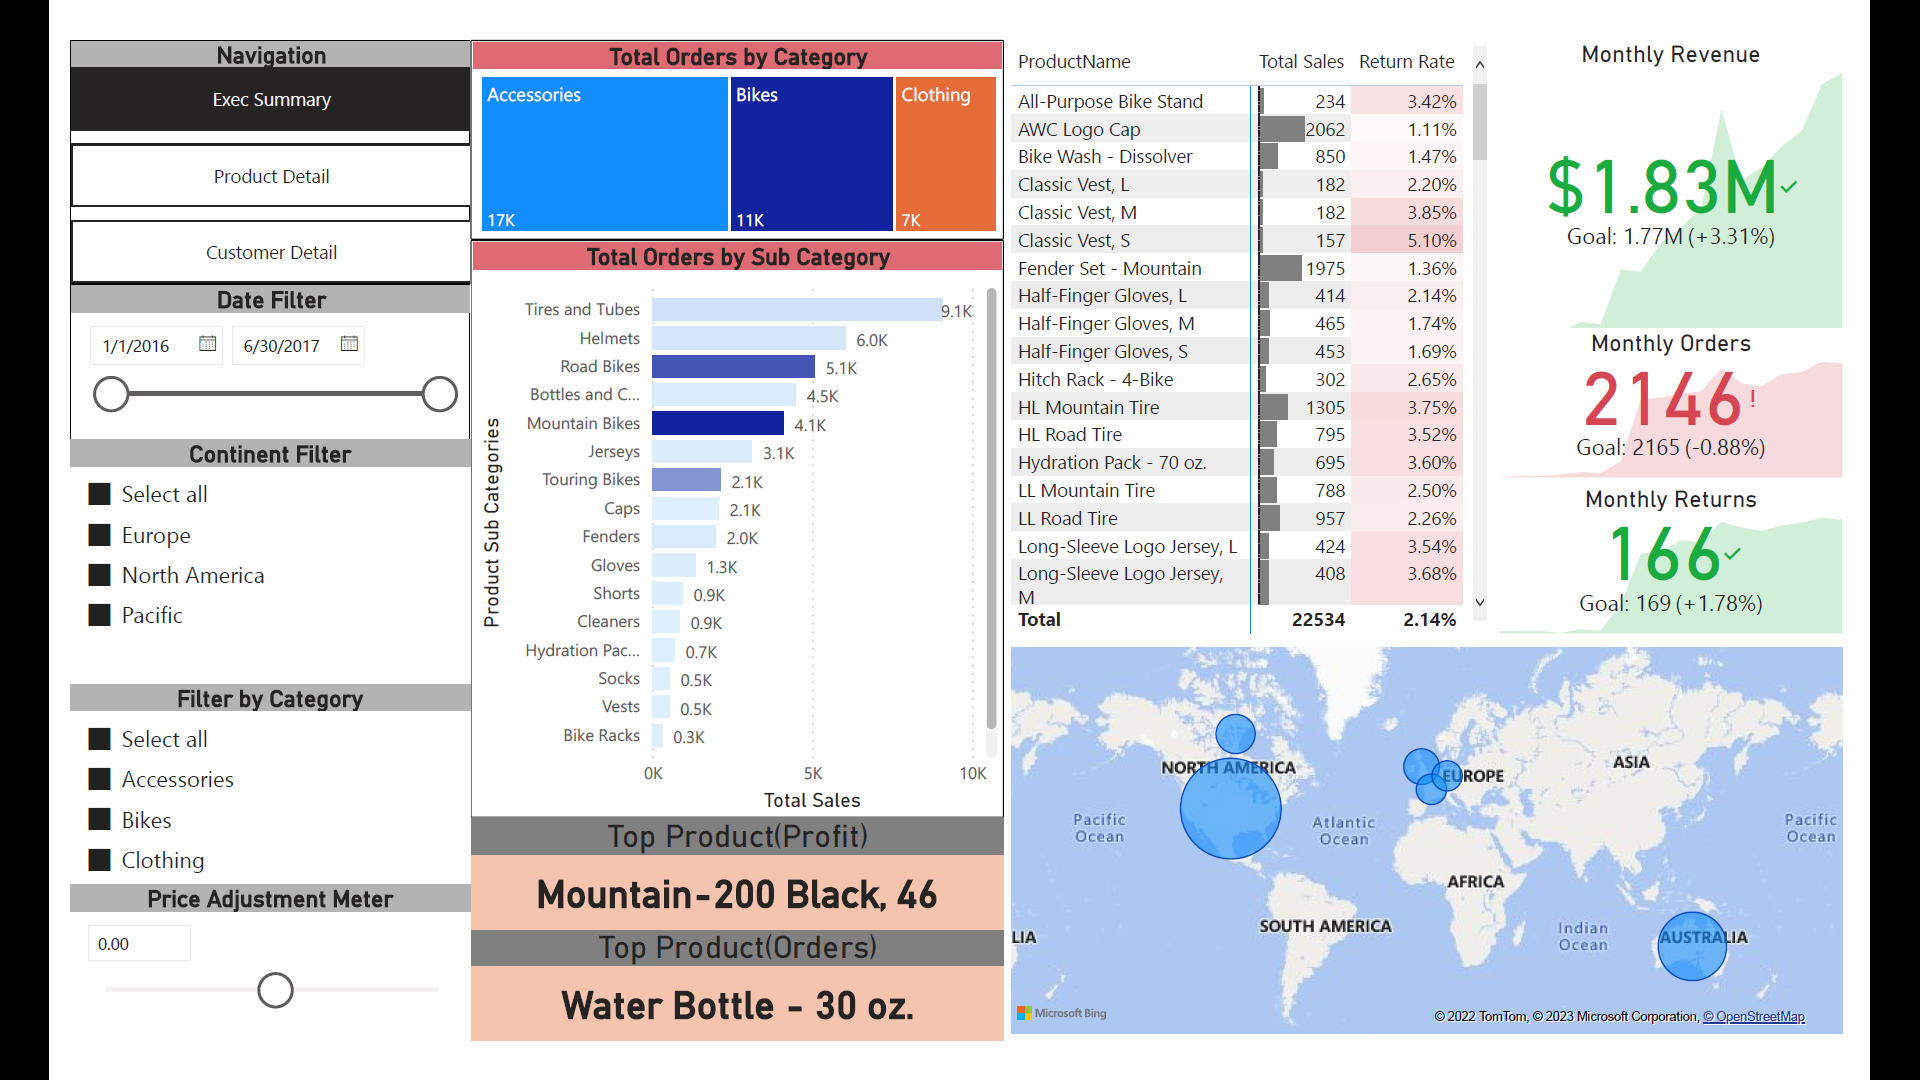 Navigation
Exec Summary
Product Detail
Customer Detail
Date Filter
1/1/2016
6/30/2017
Continent Filter
Select all
Europe
North America
Pacific
Filter by Category
Select all
Accessories
Bikes
Clothing
Price Adjustment Meter
0.00
Total Orders by Category
Accessories
17K
Bikes
11K
Clothing
7K
Total Orders by Sub Category
Product Sub Categories
Tires and Tubes 9.1K
Helmets 6.0K
Road Bikes 5.1K
Bottles and C... 4.5K
Mountain Bikes 4.1K
Jerseys 3.1K
Touring Bikes 2.1K
Caps 2.1K
Fenders 2.0K
Gloves 1.3K
Shorts 0.9K
Cleaners 0.9K
Hydration Pac... 0.7K
Socks 0.5K
Vests 0.5K
Bike Racks 0.3K
0K 5K 10K
Total Sales
Top Product(Profit)
Mountain-200 Black, 46
Top Product(Orders)
Water Bottle - 30 oz.
ProductName Total Sales Return Rate
All-Purpose Bike Stand 234 3.42%
AWC Logo Cap 2062 1.11%
Bike Wash - Dissolver 850 1.47%
Classic Vest, L 182 2.20%
Classic Vest, M 182 3.85%
Classic Vest, S 157 5.10%
Fender Set - Mountain 1975 1.36%
Half-Finger Gloves, L 414 2.14%
Half-Finger Gloves, M 465 1.74%
Half-Finger Gloves, S 453 1.69%
Hitch Rack - 4-Bike 302 2.65%
HL Mountain Tire 1305 3.75%
HL Road Tire 795 3.52%
Hydration Pack - 70 oz. 695 3.60%
LL Mountain Tire 788 2.50%
LL Road Tire 957 2.26%
Long-Sleeve Logo Jersey, L 424 3.54%
Long-Sleeve Logo Jersey, 408 3.68%
M
Total 22534 2.14%
Monthly Revenue
$1.83M
Goal: 1.77M (+3.31%)
Monthly Orders
2146!
Goal: 2165 (-0.88%)
Monthly Returns
166
Goal: 169 (+1.78%)
NORTH AMERICA
EUROPE
ASIA
Pacific
Ocean
Atlantic
Ocean
Pacific
Ocean
AFRICA
SOUTH AMERICA
Indian
Ocean
LIA
AUSTRALIA
Microsoft Bing
© 2022 TomTom, © 2023 Microsoft Corporation, © OpenStreetMap